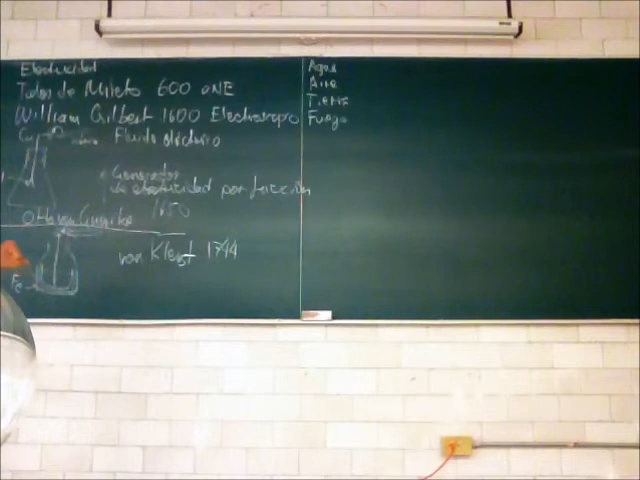 Electricidad
Tales de Mileto 600 ANE
William Gilbert 1600 Electroscopio
Fluido eléctrico
Generador
de electricidad por fricción
1650
Otto von Guericke
von Kleist 1744
Fe
Agua
Aire
Tierra
Fuego